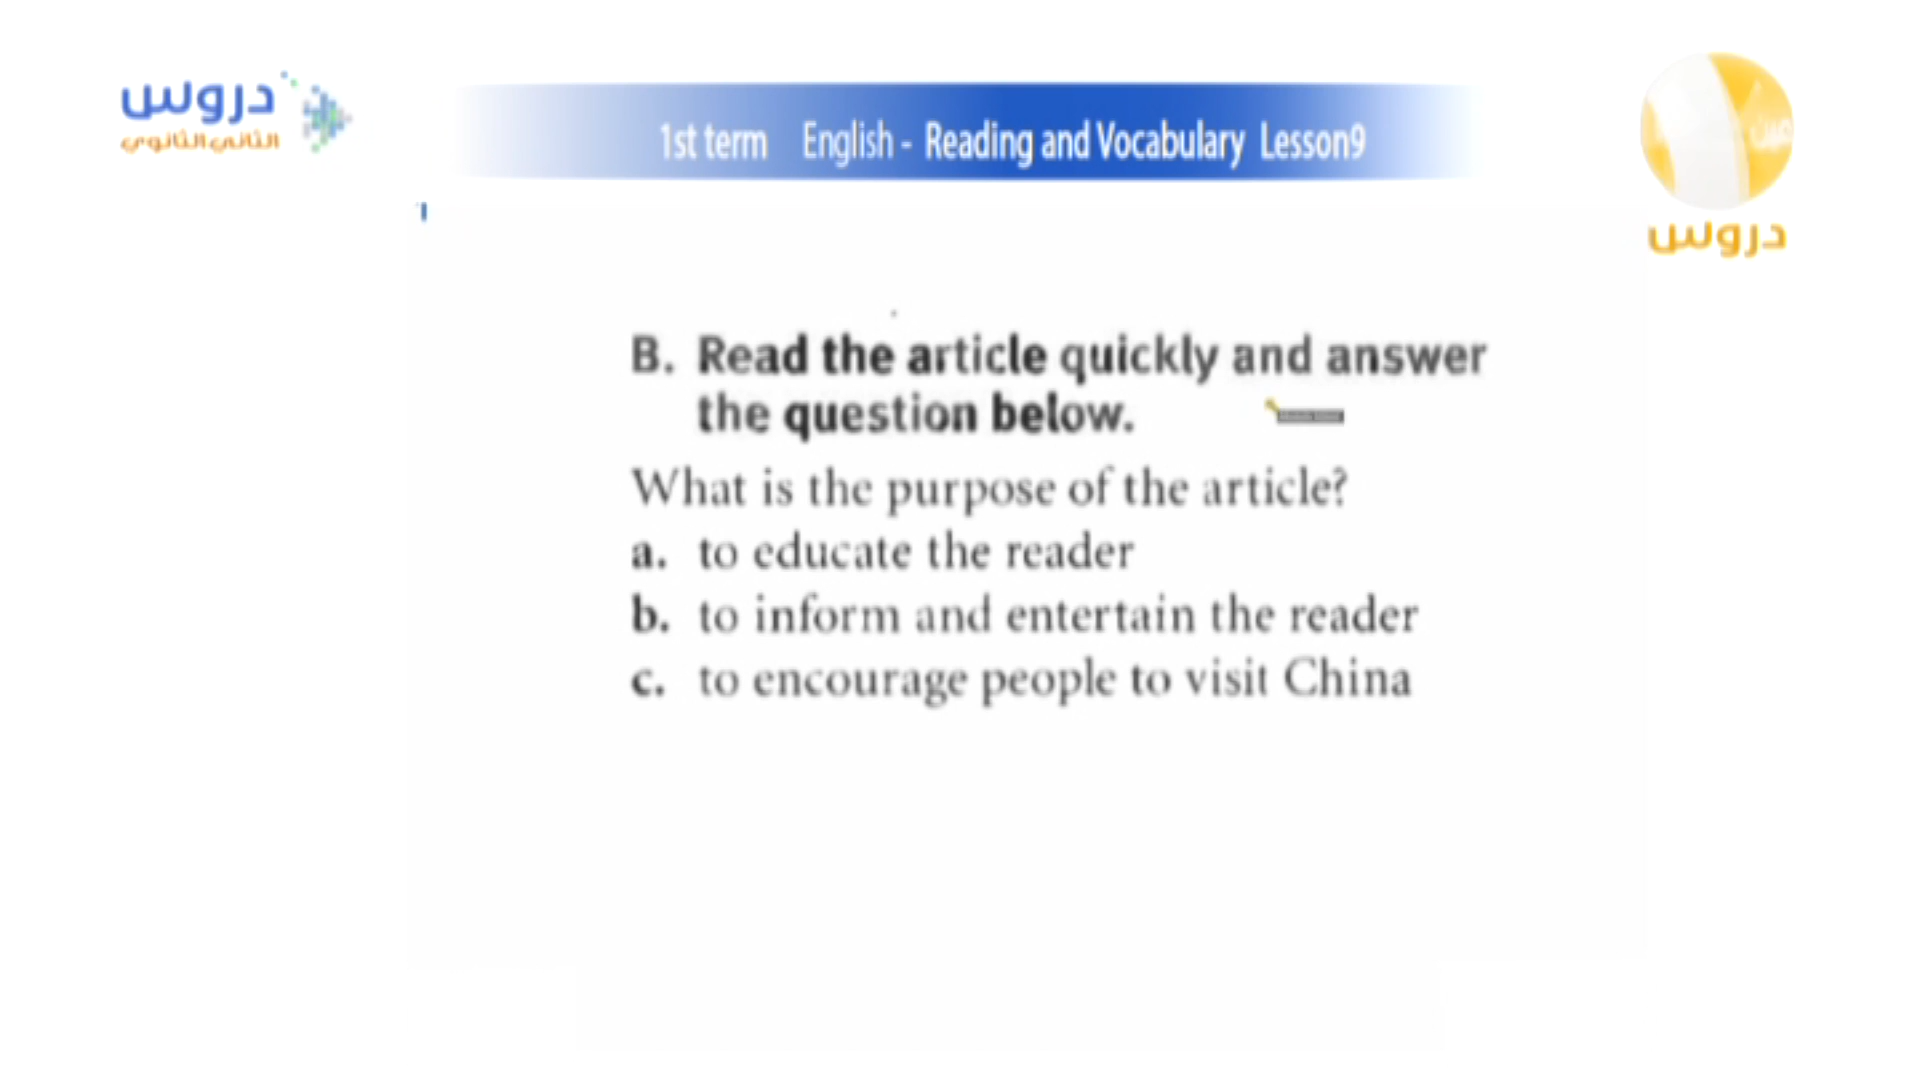 دروس
الثاني الثانوي
1st term English - Reading and Vocabulary Lesson9
دروس
B. Read the article quickly and answer
the question below.
What is the purpose of the article?
a. to educate the reader
b. to inform and entertain the reader
c. to encourage people to visit China